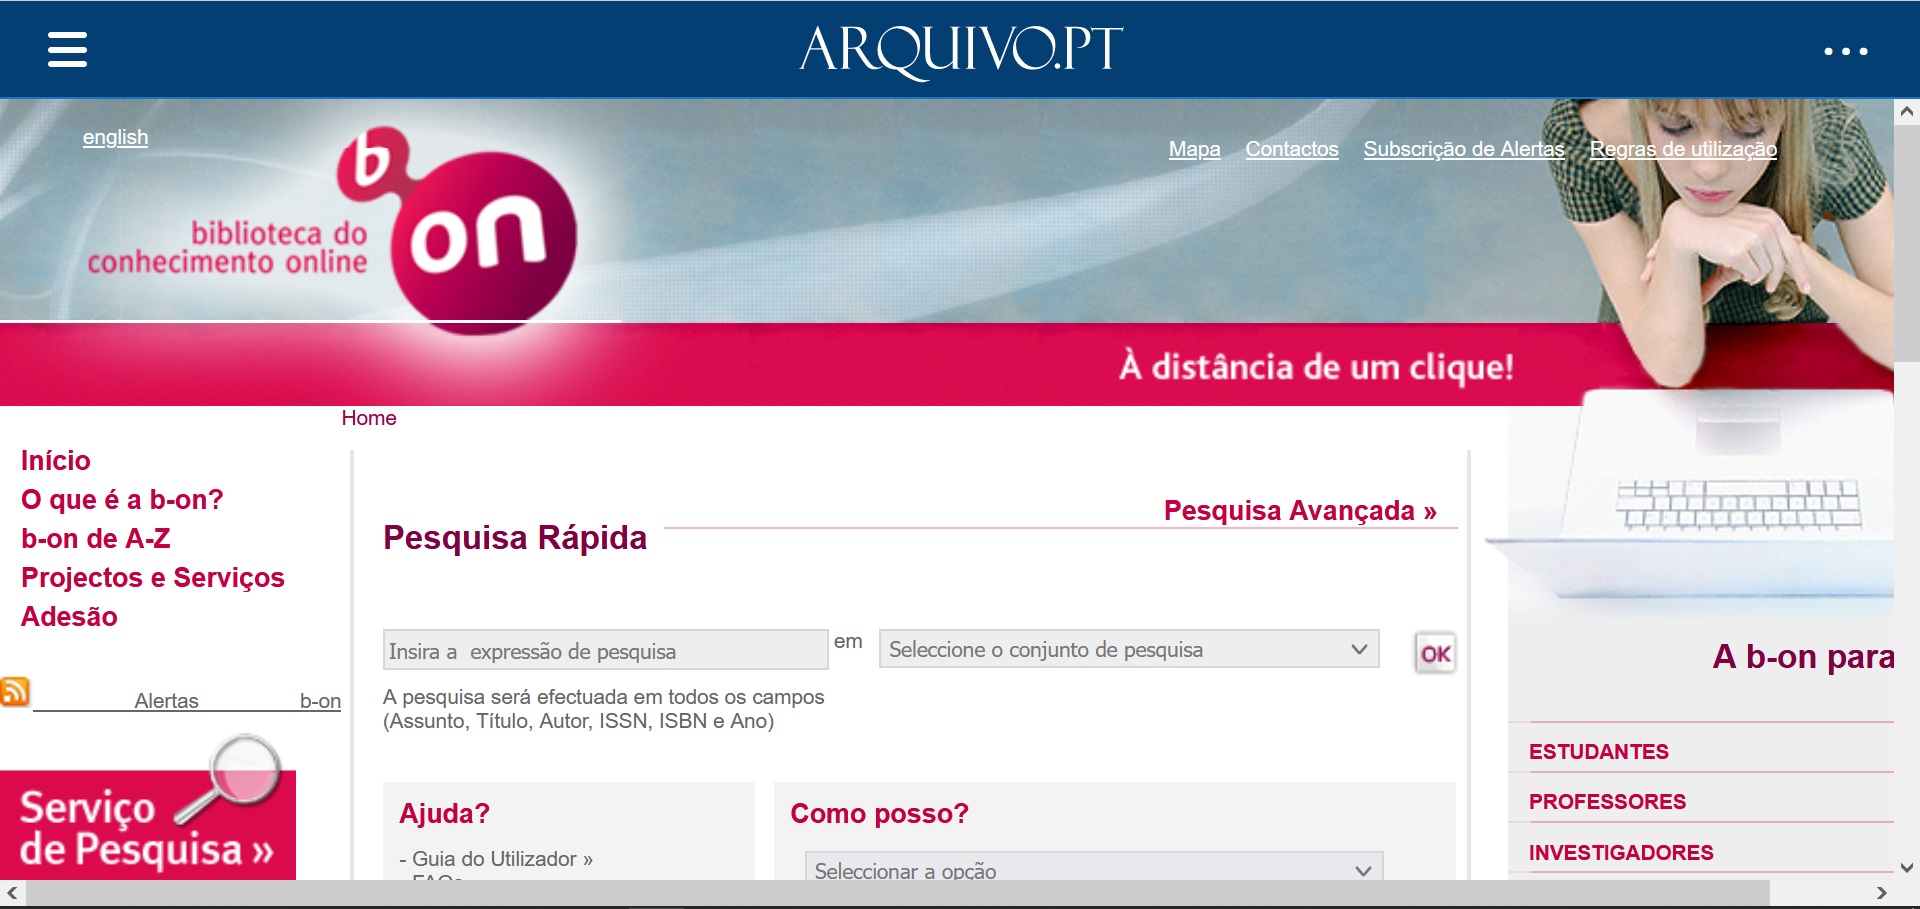 ARQUIVO.PT
english
Mapa Contactos Subscrição de Alertas Regras de utilização
b on
biblioteca do
conhecimento online
À distância de um clique!
Home
Início
O que é a b-on?
b-on de A-Z
Projectos e Serviços
Adesão
Alertas b-on
Serviço
de Pesquisa »
Pesquisa Avançada »
Pesquisa Rápida
Insira a  expressão de pesquisa em Seleccione o conjunto de pesquisa OK
A pesquisa será efectuada em todos os campos
(Assunto, Título, Autor, ISSN, ISBN e Ano)
Ajuda?
- Guia do Utilizador »
- FAQs
Como posso?
Seleccionar a opção
A b-on para
ESTUDANTES
PROFESSORES
INVESTIGADORES